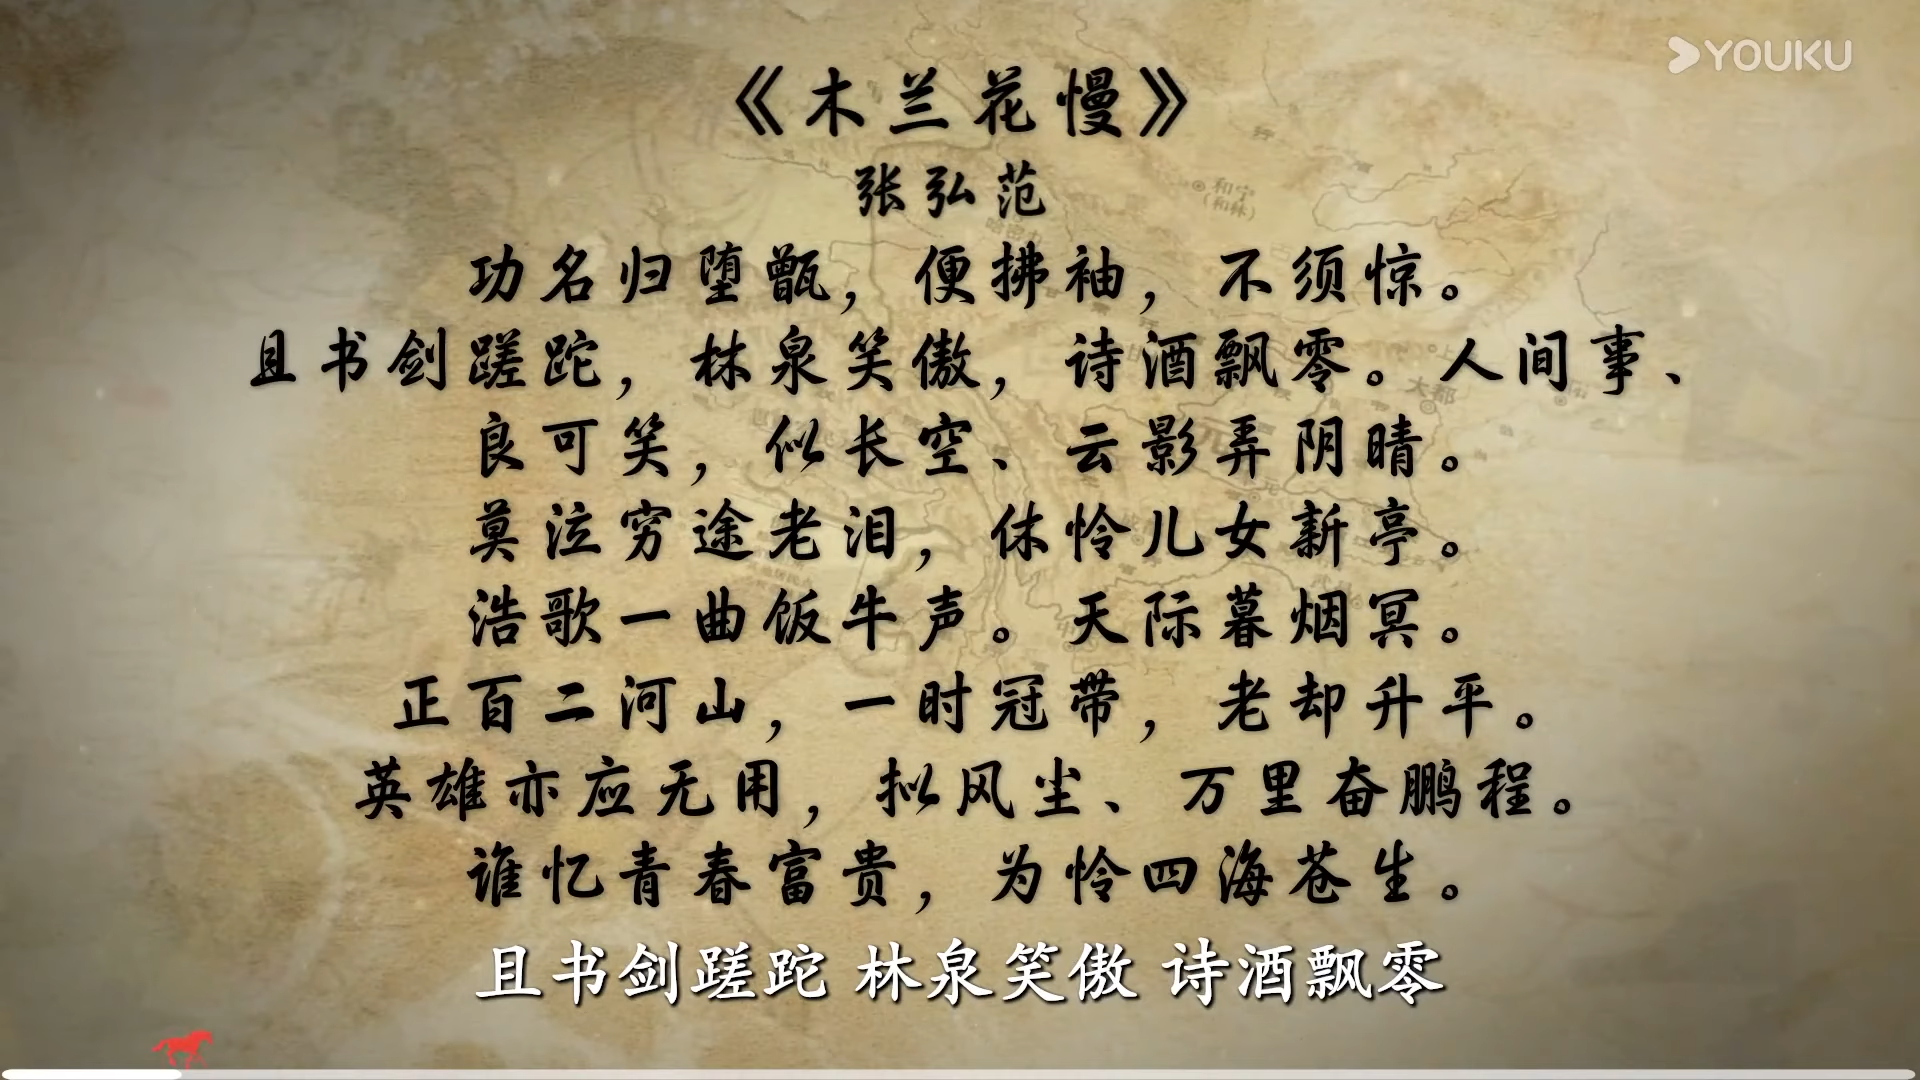 YOUKU
《木兰花慢》
张弘范
功名归堕甑，便拂袖，不须惊。
且书剑蹉跎，林泉笑傲，诗酒飘零。人间事、
良可笑，似长空、云影弄阴晴。
莫泣穷途老泪，休怜儿女新亭。
浩歌一曲饭牛声。天际暮烟冥。
正百二河山，一时冠带，老却升平。
英雄亦应无用，拟风尘、万里奋鹏程。
谁忆青春富贵，为怜四海苍生。
且书剑蹉跎 林泉笑傲 诗酒飘零